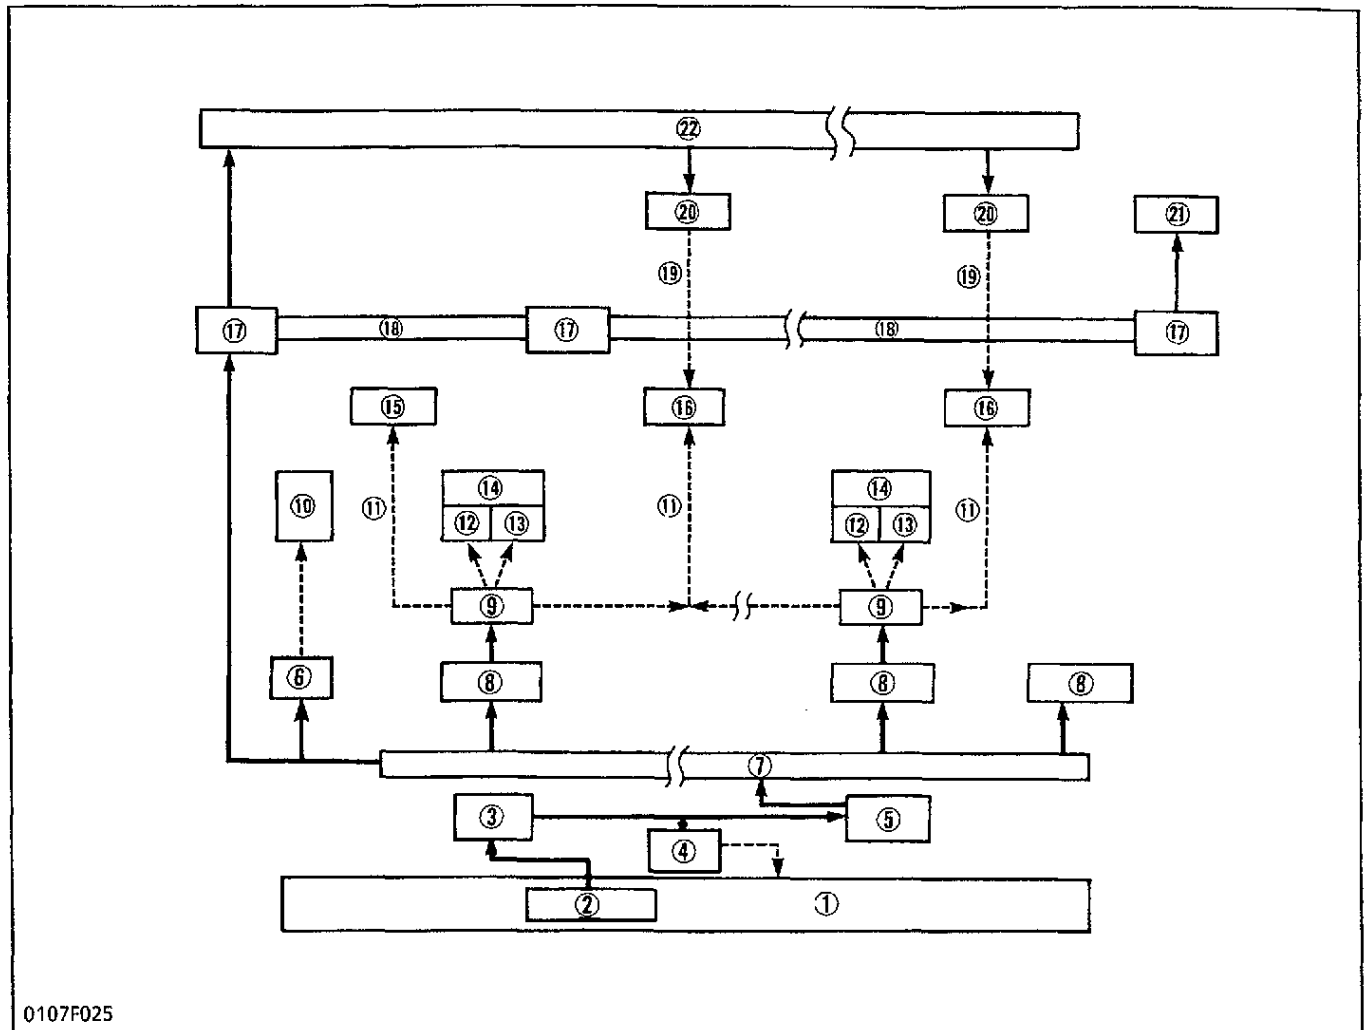 ㉒
⑳ ⑳ ㉑
⑲ ⑲
⑰ ⑱ ⑰ ⑱ ⑰
⑮ ⑯ ⑯
⑩ ⑪ ⑭ ⑪ ⑭ ⑪
⑫ ⑬ ⑫ ⑬
⑨ ⑨
⑥ ⑧ ⑧ ⑧
⑦
③ ⑤
④
② ①
0107F025